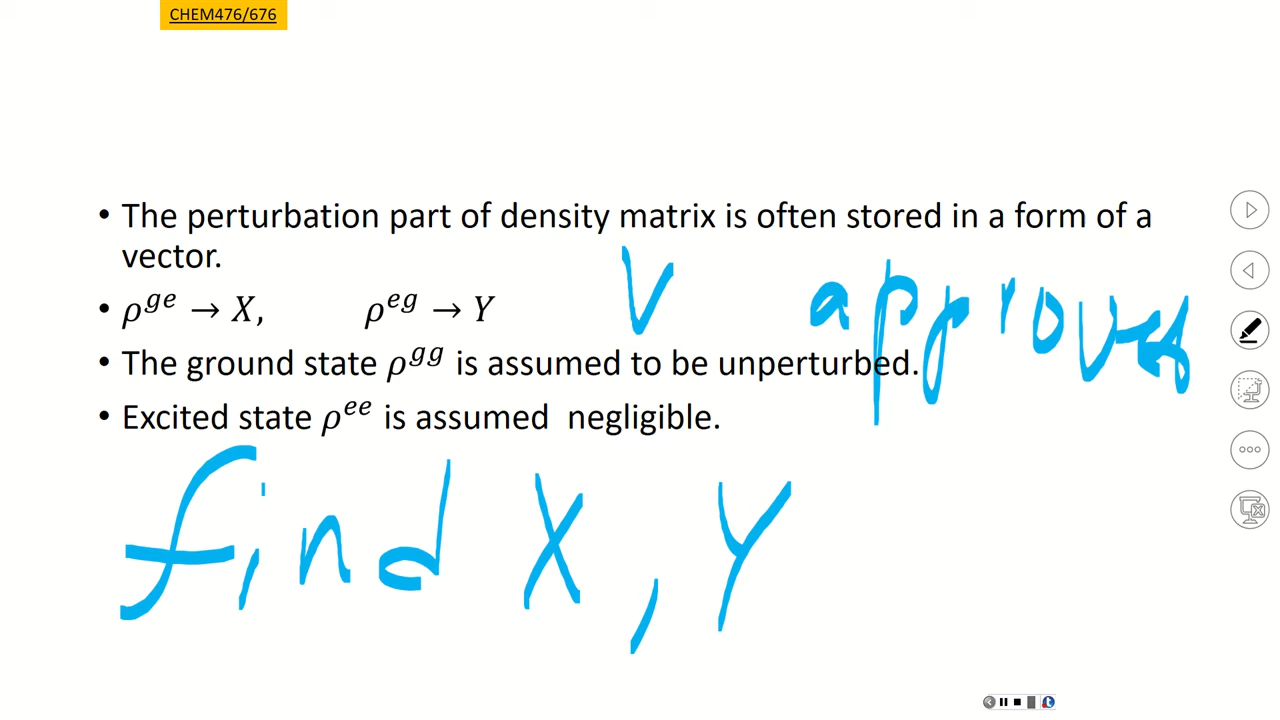 CHEM476/676
• The perturbation part of density matrix is often stored in a form of a
vector.
V approves
• ρ^{ge} → X, ρ^{eg} → Y
• The ground state ρ^{gg} is assumed to be unperturbed.
• Excited state ρ^{ee} is assumed negligible.
find X, Y